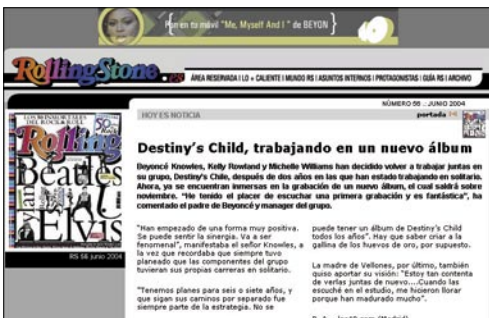 Pon en tu móvil "Me, Myself And I" de BEYON
RollingStone.es
ÁREA RESERVADA I LO + CALIENTE I MUNDO RS I ASUNTOS INTERNOS I PROTAGONISTAS I GUÍA RS I ARCHIVO
NÚMERO 56 .. JUNIO 2004
HOY ES NOTICIA
portada
LOS INMORTALES
DEL ROCK & ROLL
50
Rolling
Beatles
Elvis
RS 56 junio 2004
Destiny's Child, trabajando en un nuevo álbum
Beyoncé Knowles, Kelly Rowland y Michelle Williams han decidido volver a trabajar juntas en
su grupo, Destiny's Chile, después de dos años en las que han estado trabajando en solitario.
Ahora, ya se encuentran inmersas en la grabación de un nuevo álbum, el cual saldrá sobre
noviembre. "He tenido el placer de escuchar una primera grabación y es fantástica", ha
comentado el padre de Beyoncé y manager del grupo.
"Han empezado de una forma muy positiva.
Se puede sentir la sinergia. Va a ser
fenomenal", manifestaba el señor Knowles, a
la vez que recordaba que siempre tuvo
planeado que las componentes del grupo
tuvieran sus propias carreras en solitario.
"Tenemos planes para seis o siete años, y
que sigan sus caminos por separado fue
siempre parte de la estrategia. No se
puede tener un álbum de Destiny's Child
todos los años". Hay que saber criar a la
gallina de los huevos de oro, por supuesto.
La madre de Vellones, por último, también
quiso aportar su visión: "Estoy tan contenta
de verlas juntas de nuevo....Cuando las
escuché en el estudio, me hicieron llorar
porque han madurado mucho".